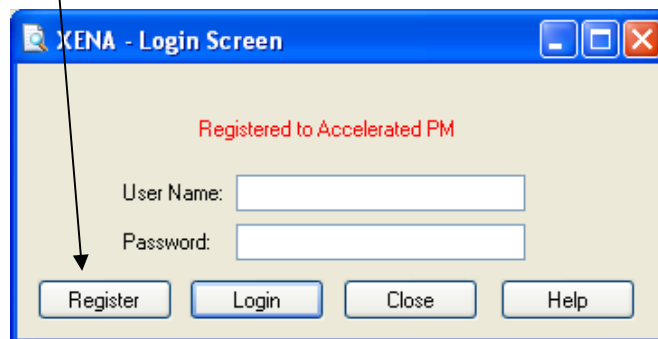 XENA - Login Screen
Registered to Accelerated PM
User Name:
Password:
Register Login Close Help